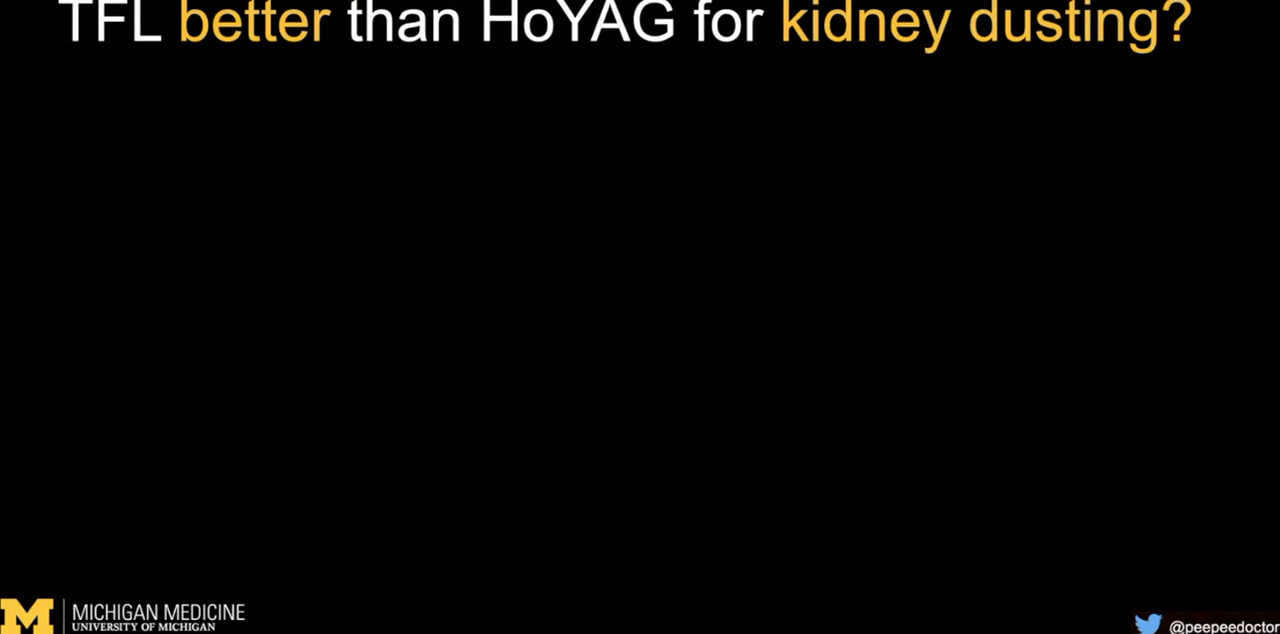 TFL better than HoYAG for kidney dusting?
M
MICHIGAN MEDICINE
UNIVERSITY OF MICHIGAN
@peepeedoctor